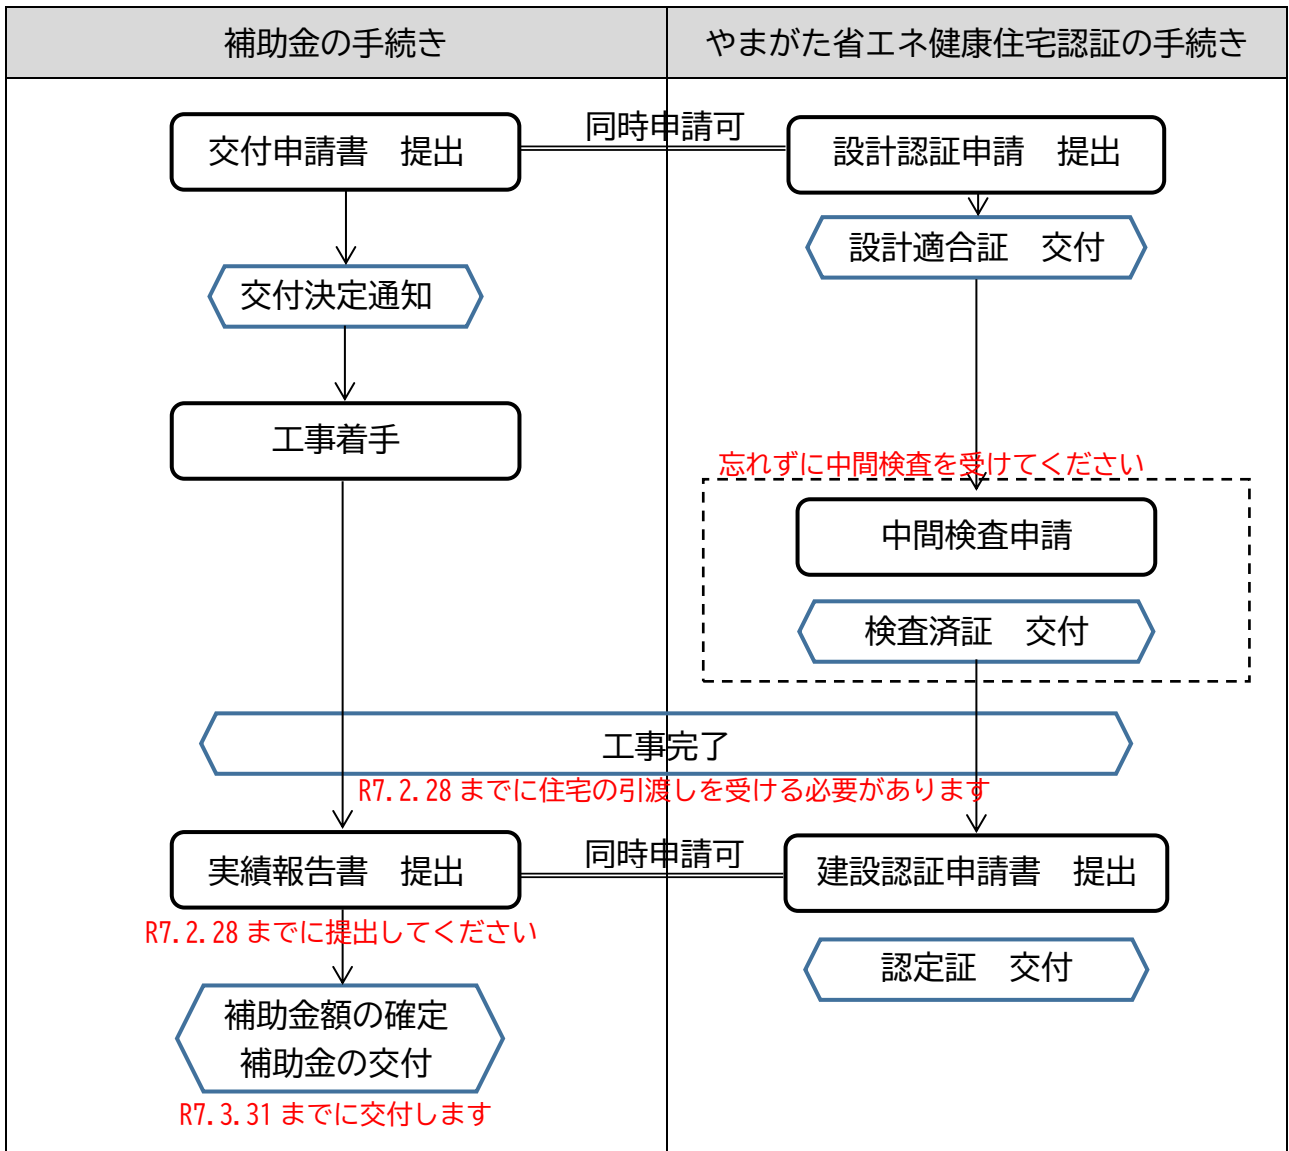 補助金の手続き
やまがた省エネ健康住宅認証の手続き
同時申請可
交付申請書　提出
設計認証申請　提出
設計適合証　交付
交付決定通知
工事着手
忘れずに中間検査を受けてください
中間検査申請
検査済証　交付
工事完了
R7.2.28 までに住宅の引渡しを受ける必要があります
同時申請可
実績報告書　提出
建設認証申請書　提出
R7.2.28 までに提出してください
認定証　交付
補助金額の確定
補助金の交付
R7.3.31 までに交付します